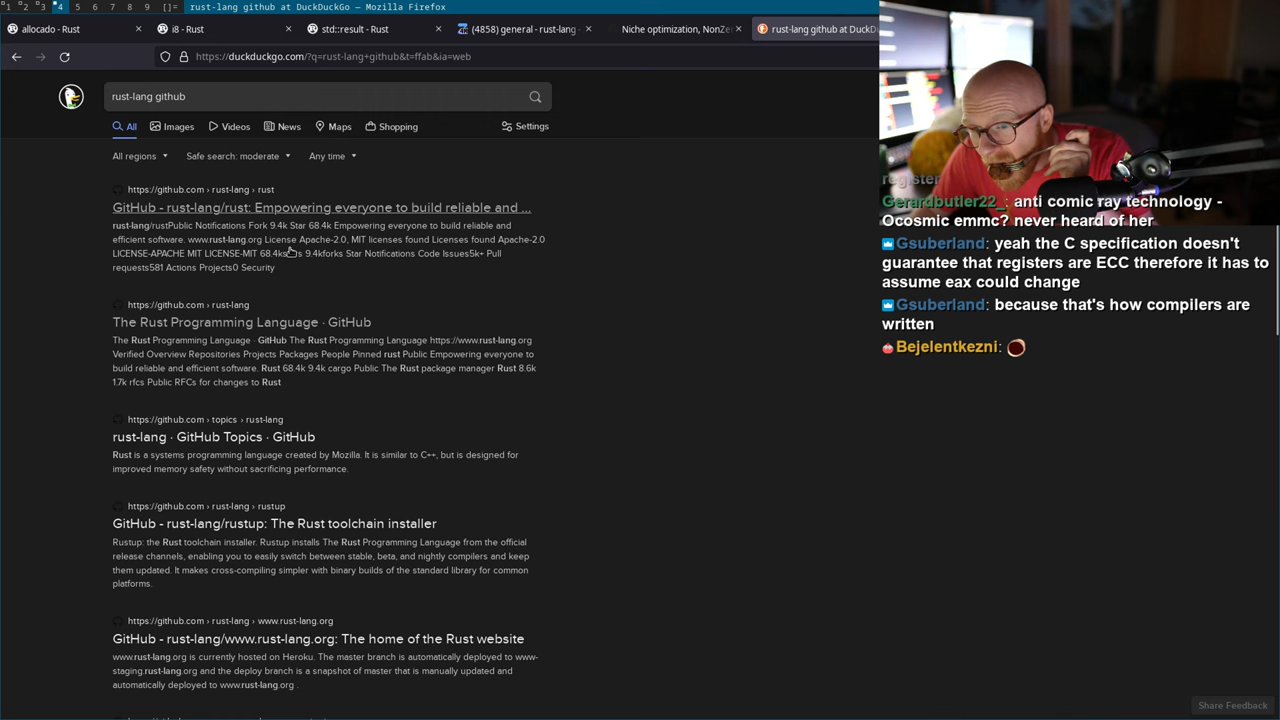 1 2 3 4 5 6 7 8 9 []= rust-lang github at DuckDuckGo — Mozilla Firefox
allocado - Rust × i8 - Rust × std::result - Rust × (4858) general - rust-lang × Niche optimization, NonZe × rust-lang github at DuckD
https://duckduckgo.com/?q=rust-lang+github&t=ffab&ia=web
rust-lang github
All Images Videos News Maps Shopping Settings
All regions Safe search: moderate Any time
https://github.com › rust-lang › rust
GitHub - rust-lang/rust: Empowering everyone to build reliable and ...
rust-lang/rustPublic Notifications Fork 9.4k Star 68.4k Empowering everyone to build reliable and
efficient software. www.rust-lang.org License Apache-2.0, MIT licenses found Licenses found Apache-2.0
LICENSE-APACHE MIT LICENSE-MIT 68.4k 9.4kforks Star Notifications Code Issues5k+ Pull
requests581 Actions Projects0 Security
https://github.com › rust-lang
The Rust Programming Language · GitHub
The Rust Programming Language · GitHub The Rust Programming Language https://www.rust-lang.org
Verified Overview Repositories Projects Packages People Pinned rust Public Empowering everyone to
build reliable and efficient software. Rust 68.4k 9.4k cargo Public The Rust package manager Rust 8.6k
1.7k rfcs Public RFCs for changes to Rust
https://github.com › topics › rust-lang
rust-lang · GitHub Topics · GitHub
Rust is a systems programming language created by Mozilla. It is similar to C++, but is designed for
improved memory safety without sacrificing performance.
https://github.com › rust-lang › rustup
GitHub - rust-lang/rustup: The Rust toolchain installer
Rustup: the Rust toolchain installer. Rustup installs The Rust Programming Language from the official
release channels, enabling you to easily switch between stable, beta, and nightly compilers and keep
them updated. It makes cross-compiling simpler with binary builds of the standard library for common
platforms.
https://github.com › rust-lang › www.rust-lang.org
GitHub - rust-lang/www.rust-lang.org: The home of the Rust website
www.rust-lang.org is currently hosted on Heroku. The master branch is automatically deployed to www-
staging.rust-lang.org and the deploy branch is a snapshot of master that is manually updated and
automatically deployed to www.rust-lang.org .
Share Feedback
register
Gerardbutler22_: anti comic ray technology -
Ocosmic emmc? never heard of her
Gsuberland: yeah the C specification doesn't
guarantee that registers are ECC therefore it has to
assume eax could change
Gsuberland: because that's how compilers are
written
Bejelentkezni: